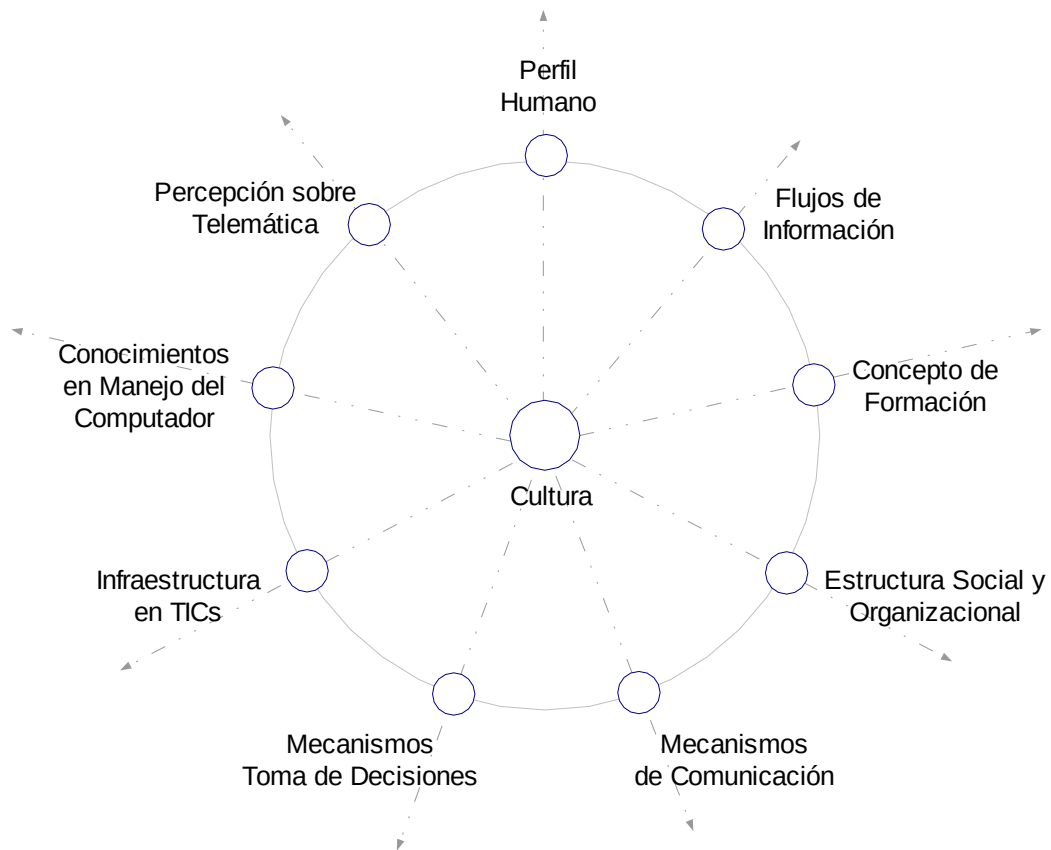 Perfil
Humano
Percepción sobre
Telemática
Flujos de
Información
Conocimientos
en Manejo del
Computador
Concepto de
Formación
Cultura
Infraestructura
en TICs
Estructura Social y
Organizacional
Mecanismos
Toma de Decisiones
Mecanismos
de Comunicación